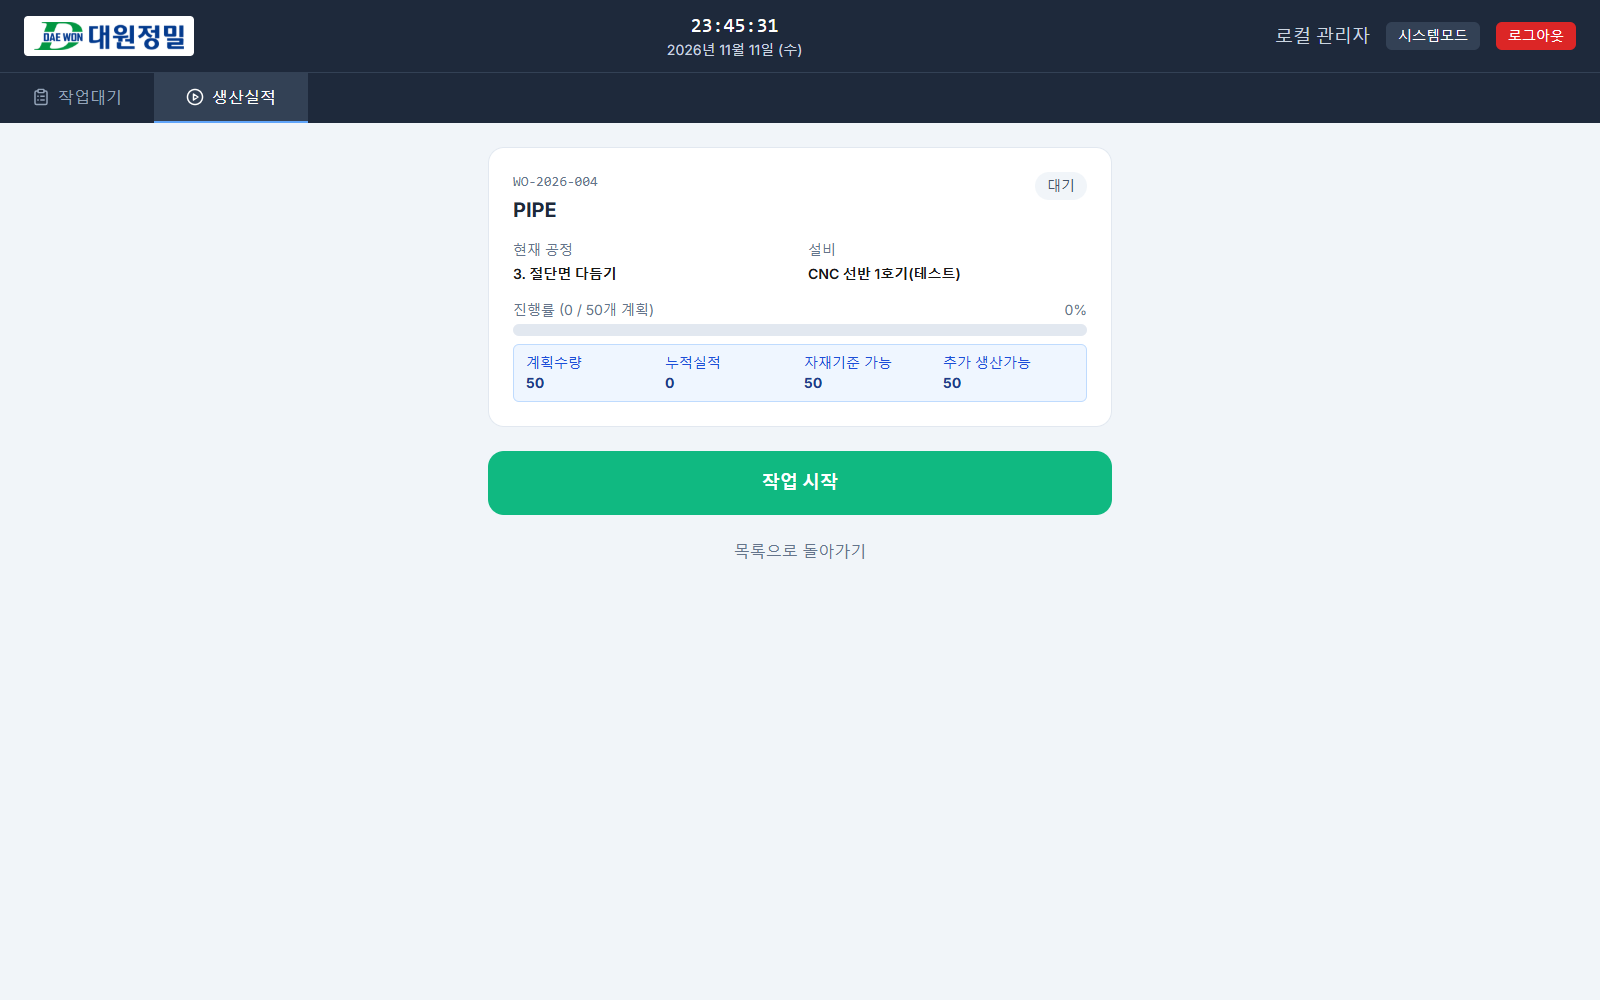 DAE WON 대원정밀
23:45:31
2026년 11월 11일 (수)
로컬 관리자
시스템모드
로그아웃
작업대기
생산실적
WO-2026-004
대기
PIPE
현재 공정
설비
3. 절단면 다듬기
CNC 선반 1호기(테스트)
진행률 (0 / 50개 계획)
0%
계획수량
누적실적
자재기준 가능
추가 생산가능
50
0
50
50
작업 시작
목록으로 돌아가기